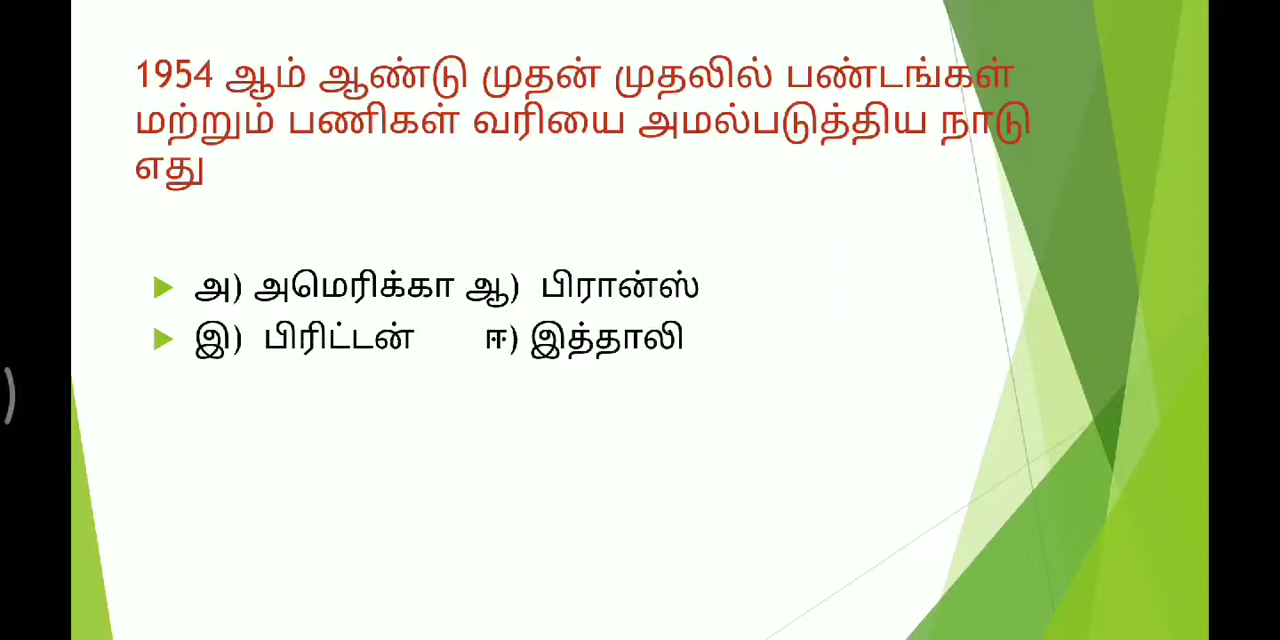 1954 ஆம் ஆண்டு முதன் முதலில் பண்டங்கள்
மற்றும் பணிகள் வரியை அமல்படுத்திய நாடு
எது
அ) அமெரிக்கா ஆ) பிரான்ஸ்
இ) பிரிட்டன் ஈ) இத்தாலி